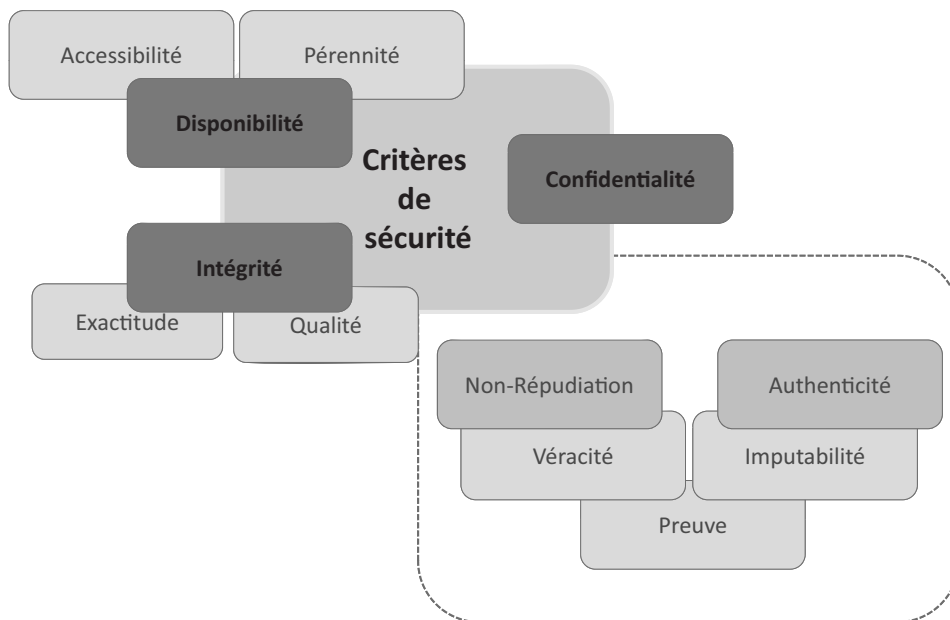 Accessibilité
Pérennité
Disponibilité
Critères
de
sécurité
Confidentialité
Intégrité
Exactitude
Qualité
Non-Répudiation
Authenticité
Véracité
Imputabilité
Preuve